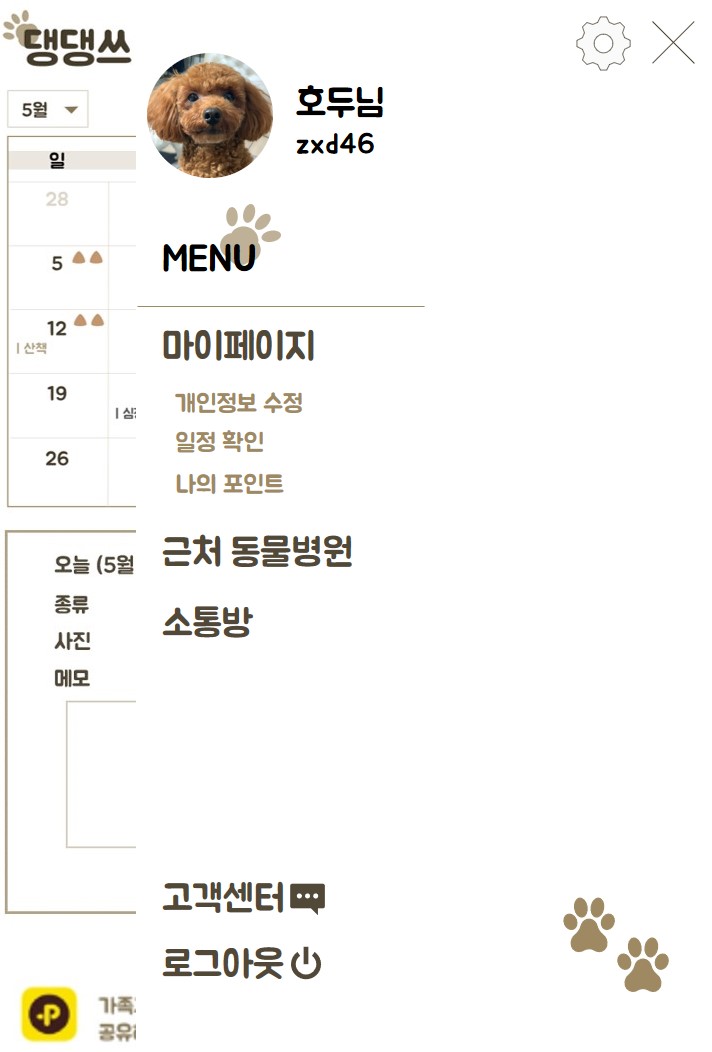 댕댕쓰
5월
일
28
5
12
| 산책
19
| 심
26
오늘 (5월
종류
사진
메모
가족
공유
호두님
zxd46
MENU
마이페이지
개인정보 수정
일정 확인
나의 포인트
근처 동물병원
소통방
고객센터
로그아웃
P